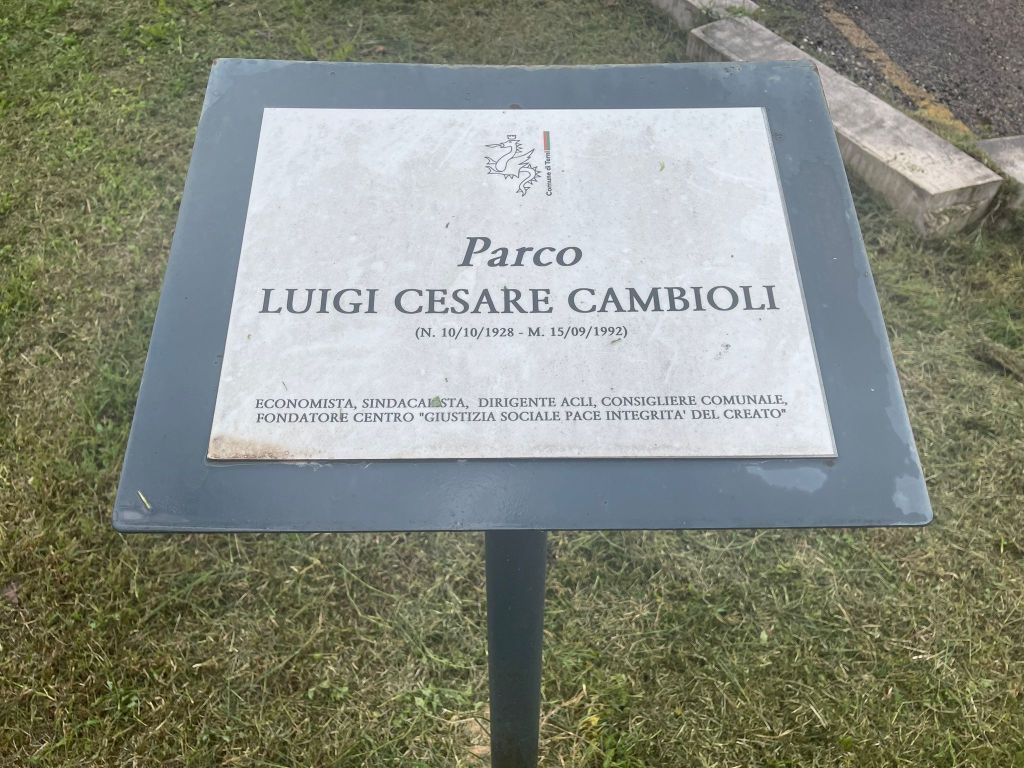 Comune di Terni
Parco
LUIGI CESARE CAMBIOLI
(N. 10/10/1928 - M. 15/09/1992)
ECONOMISTA, SINDACALISTA, DIRIGENTE ACLI, CONSIGLIERE COMUNALE,
FONDATORE CENTRO "GIUSTIZIA SOCIALE PACE INTEGRITA' DEL CREATO"